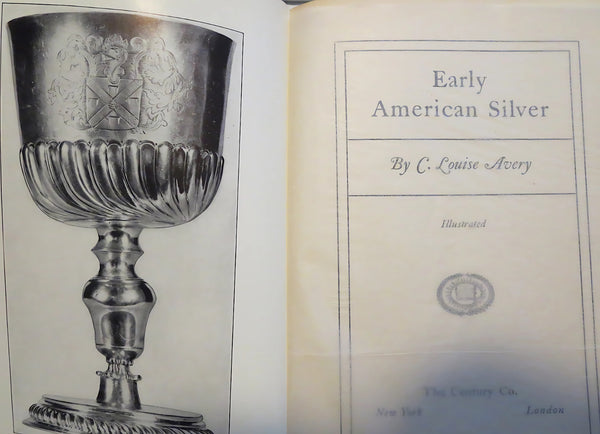 Early
American Silver
By C. Louise Avery
Illustrated
The Century Co.
New York London